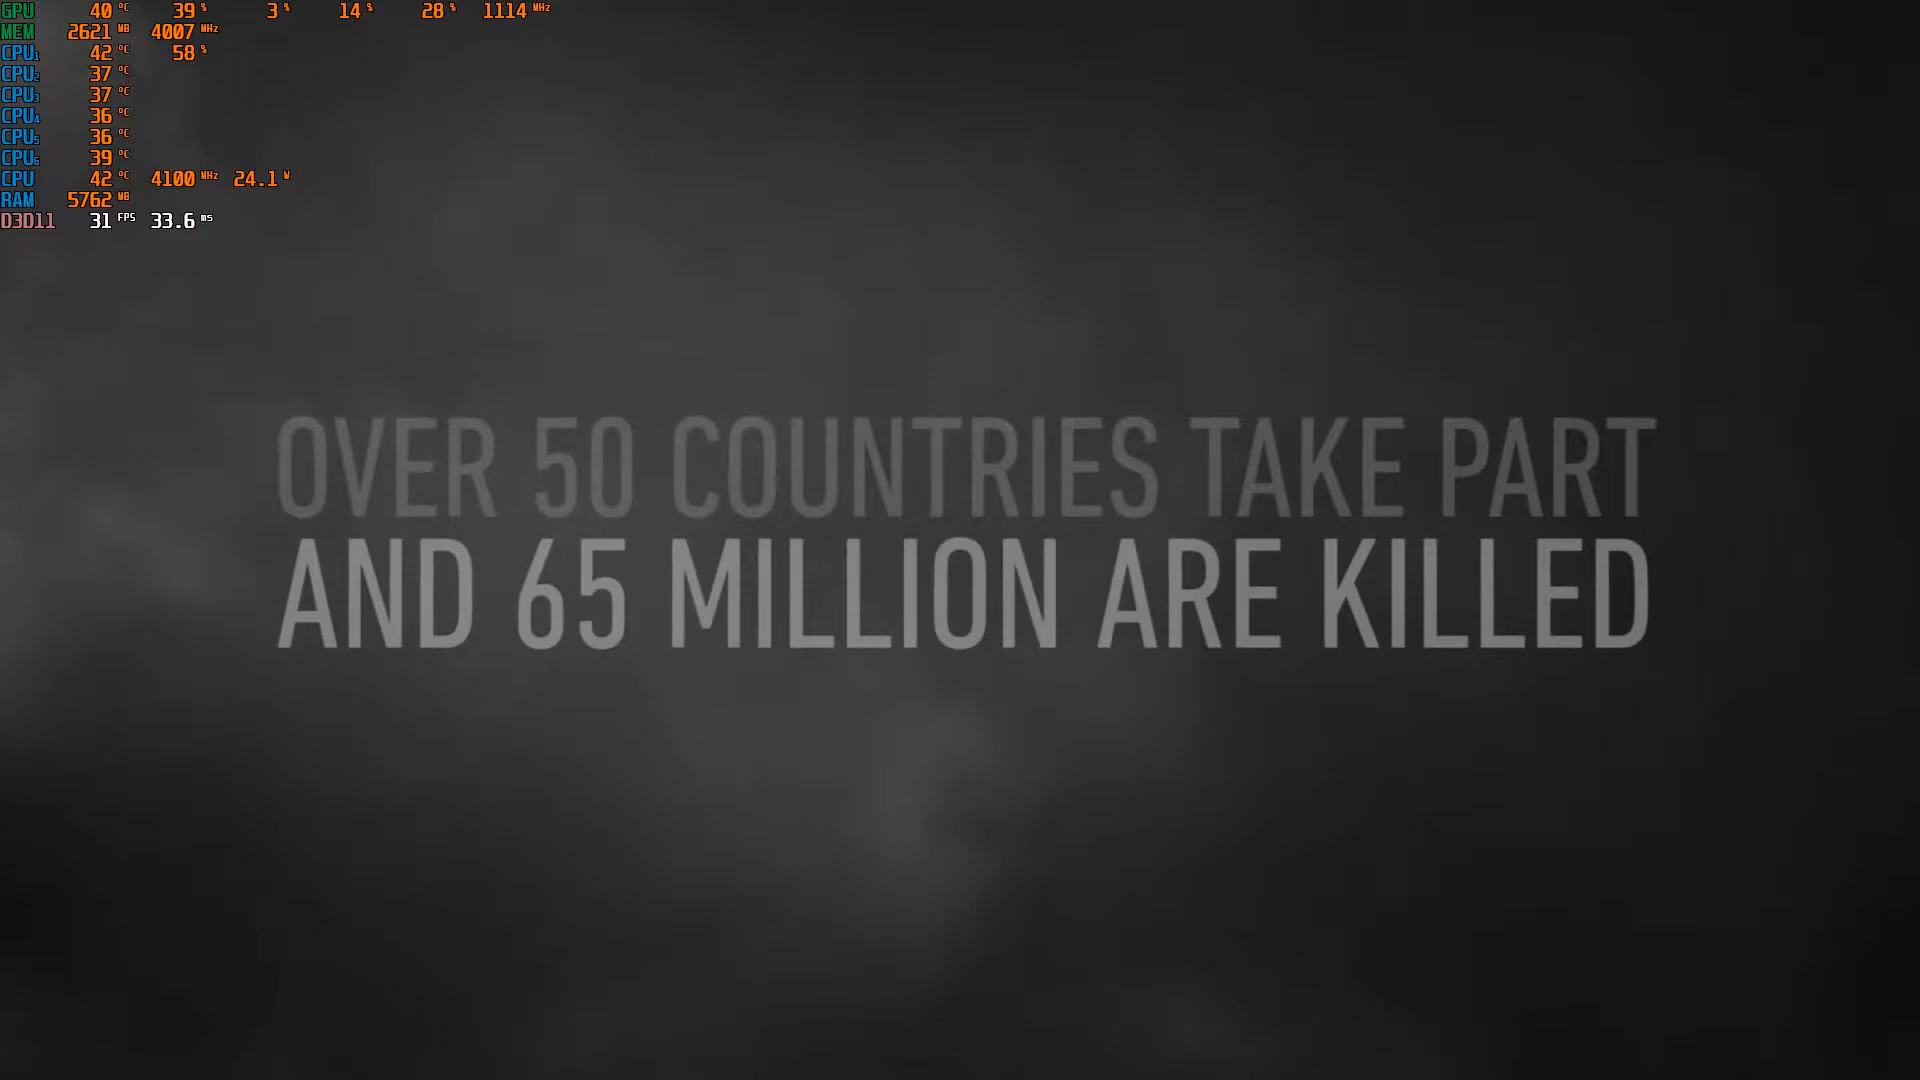 GPU 40 °C 39 % 3 % 14 % 28 % 1114 MHz
MEM 2621 MB 4007 MHz
CPU1 42 °C 58 %
CPU2 37 °C
CPU3 37 °C
CPU4 36 °C
CPU5 36 °C
CPU6 39 °C
CPU 42 °C 4100 MHz 24.1 W
RAM 5762 MB
D3D11 31 FPS 33.6 ms
OVER 50 COUNTRIES TAKE PART
AND 65 MILLION ARE KILLED